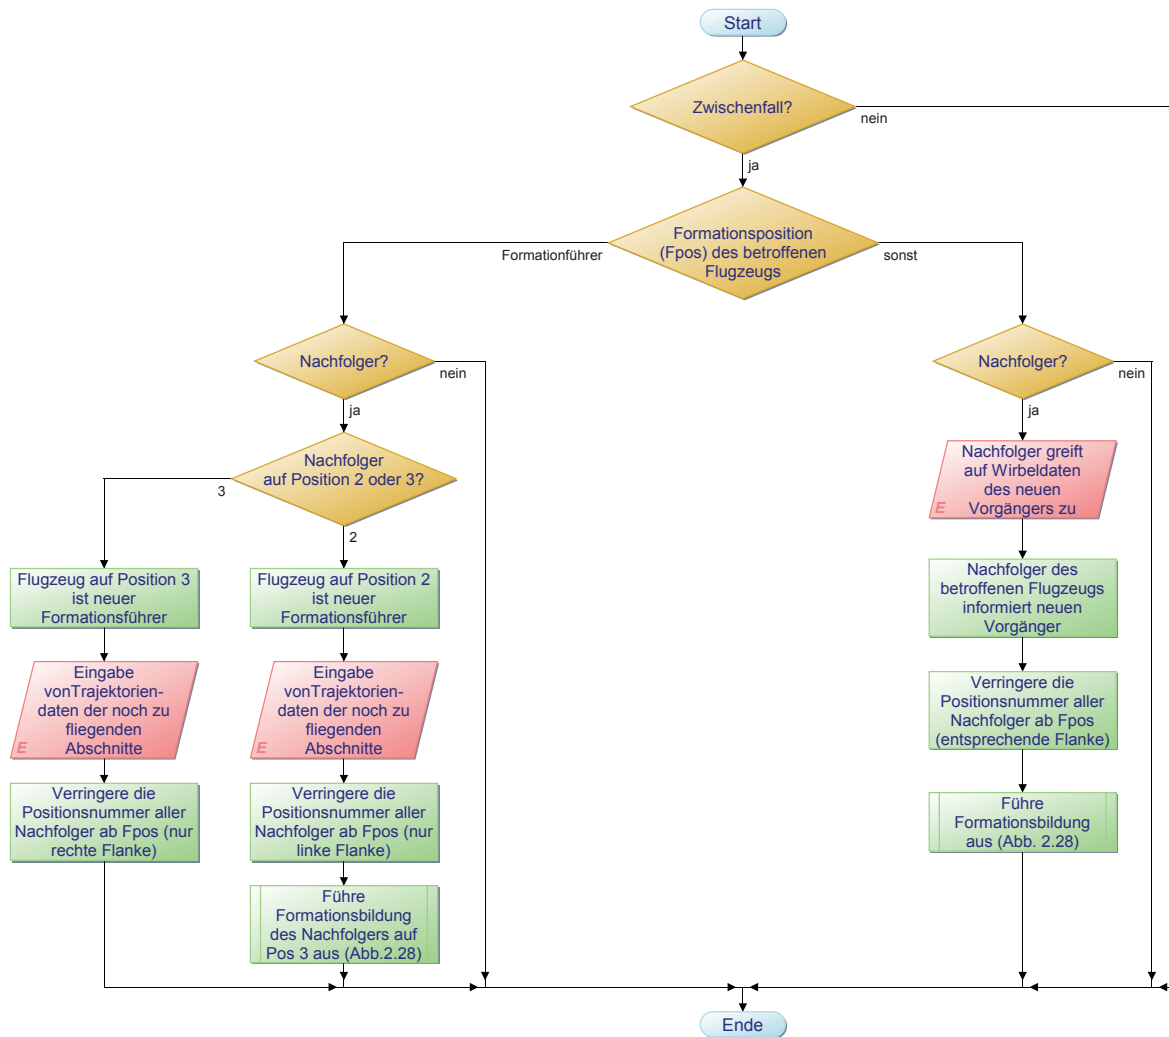 Start
Zwischenfall?
nein
ja
Formationsposition
(Fpos) des betroffenen
Flugzeugs
Formationführer
sonst
Nachfolger?
nein
ja
Nachfolger?
nein
ja
Nachfolger
auf Position 2 oder 3?
3
2
Nachfolger greift
auf Wirbeldaten
des neuen
Vorgängers zu
E
Flugzeug auf Position 3
ist neuer
Formationsführer
Flugzeug auf Position 2
ist neuer
Formationsführer
Nachfolger des
betroffenen Flugzeugs
informiert neuen
Vorgänger
Eingabe
vonTrajektorien-
daten der noch zu
fliegenden
Abschnitte
E
Eingabe
vonTrajektorien-
daten der noch zu
fliegenden
Abschnitte
E
Verringere die
Positionsnummer aller
Nachfolger ab Fpos
(entsprechende Flanke)
Verringere die
Positionsnummer aller
Nachfolger ab Fpos (nur
rechte Flanke)
Verringere die
Positionsnummer aller
Nachfolger ab Fpos (nur
linke Flanke)
Führe
Formationsbildung
aus (Abb. 2.28)
Führe
Formationsbildung
des Nachfolgers auf
Pos 3 aus (Abb.2.28)
Ende